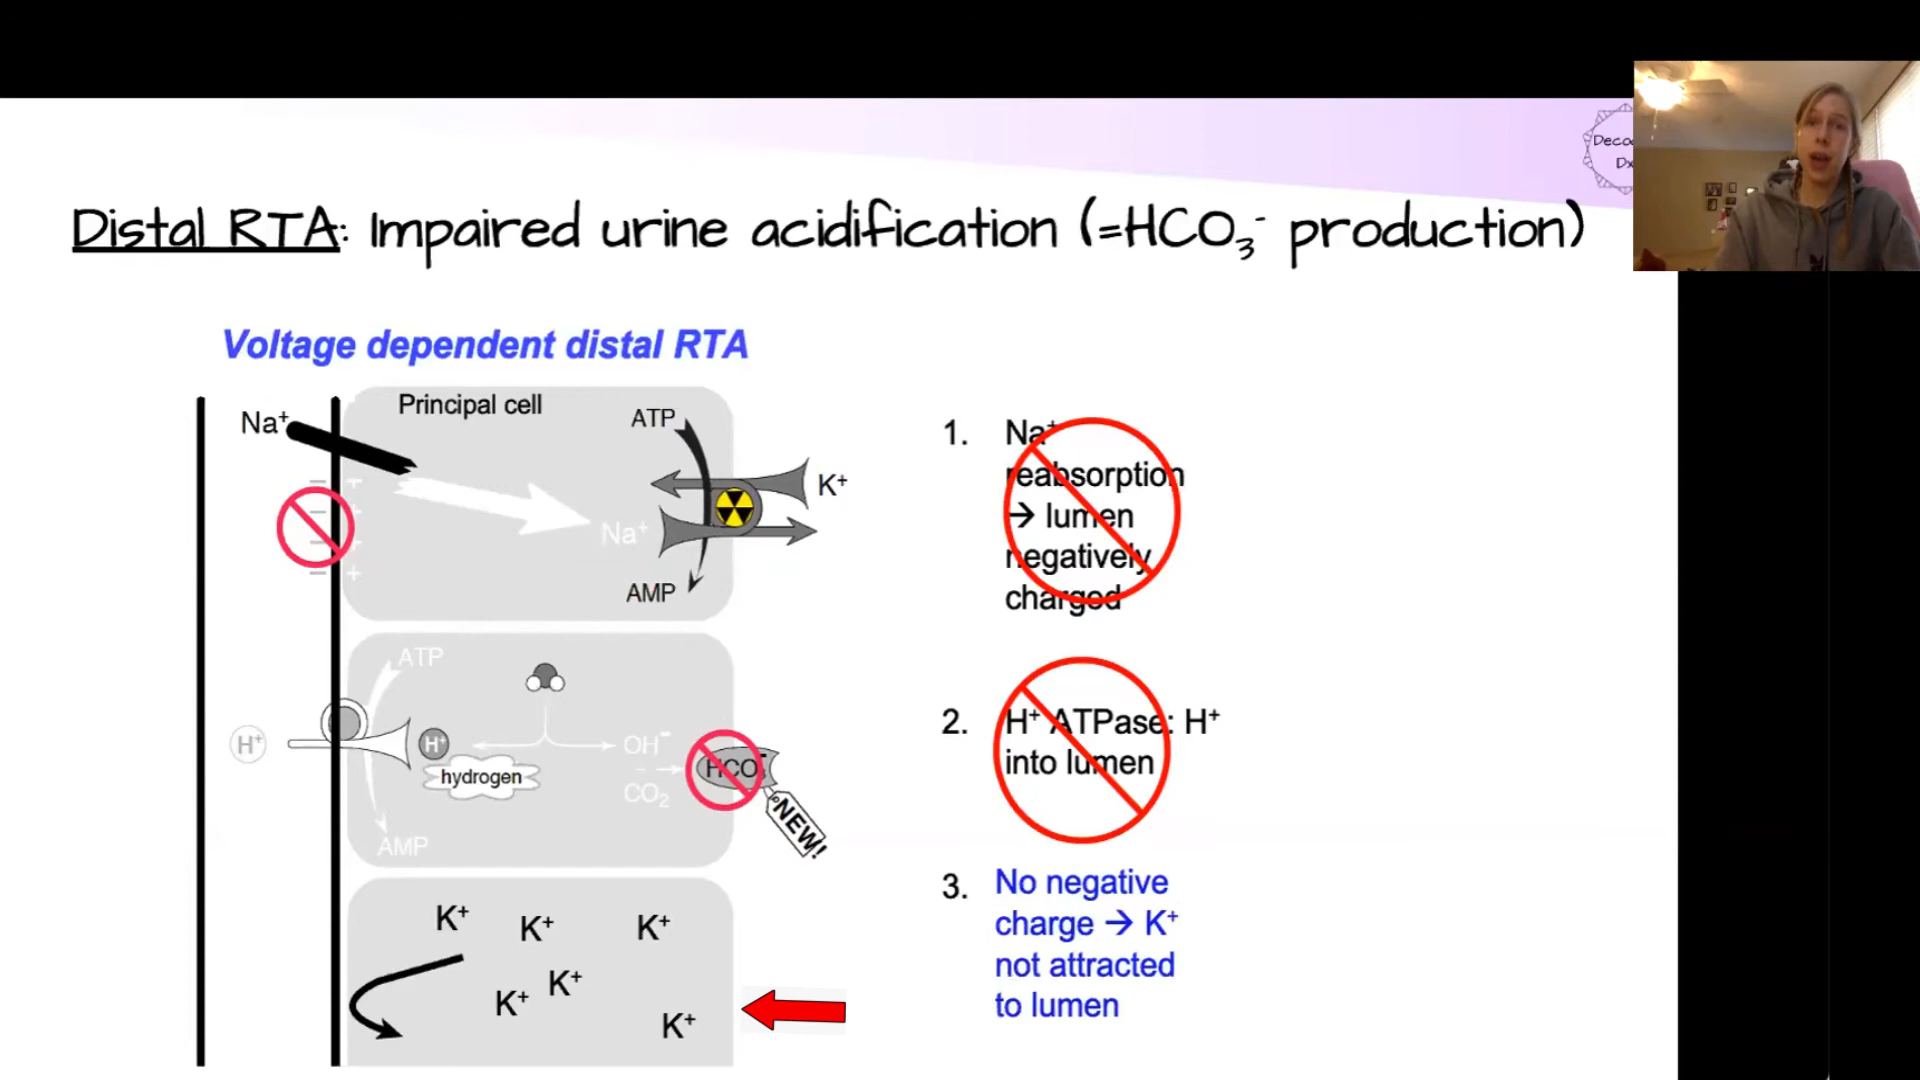 Distal RTA: Impaired urine acidification (=HCO₃⁻ production)
Voltage dependent distal RTA
Principal cell
Na⁺
ATP
K⁺
Na⁺
AMP
1. Na⁺
reabsorption
→ lumen
negatively
charged
ATP
H⁺
H⁺
hydrogen
OH⁻
CO₂
HCO₃⁻
NEW!
AMP
2. H⁺ ATPase: H⁺
into lumen
K⁺ K⁺ K⁺
K⁺ K⁺
K⁺
3. No negative
charge → K⁺
not attracted
to lumen